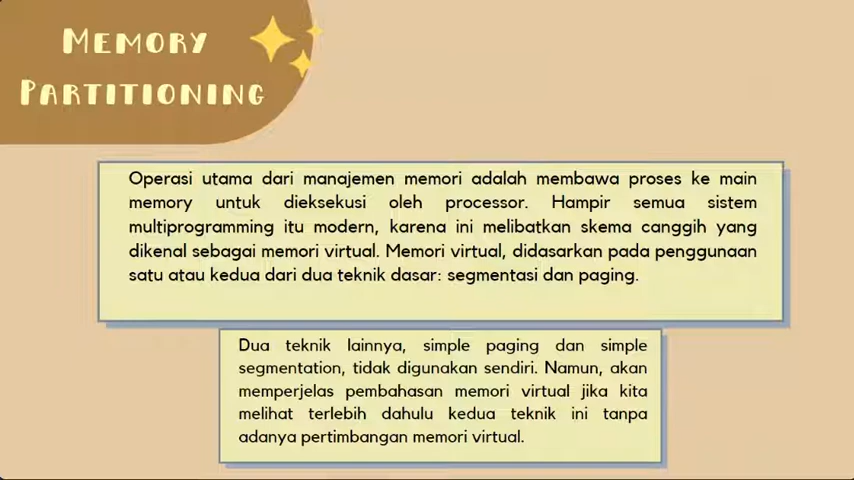 MEMORY
PARTITIONING
Operasi utama dari manajemen memori adalah membawa proses ke main
memory untuk dieksekusi oleh processor. Hampir semua sistem
multiprogramming itu modern, karena ini melibatkan skema canggih yang
dikenal sebagai memori virtual. Memori virtual, didasarkan pada penggunaan
satu atau kedua dari dua teknik dasar: segmentasi dan paging.
Dua teknik lainnya, simple paging dan simple
segmentation, tidak digunakan sendiri. Namun, akan
memperjelas pembahasan memori virtual jika kita
melihat terlebih dahulu kedua teknik ini tanpa
adanya pertimbangan memori virtual.